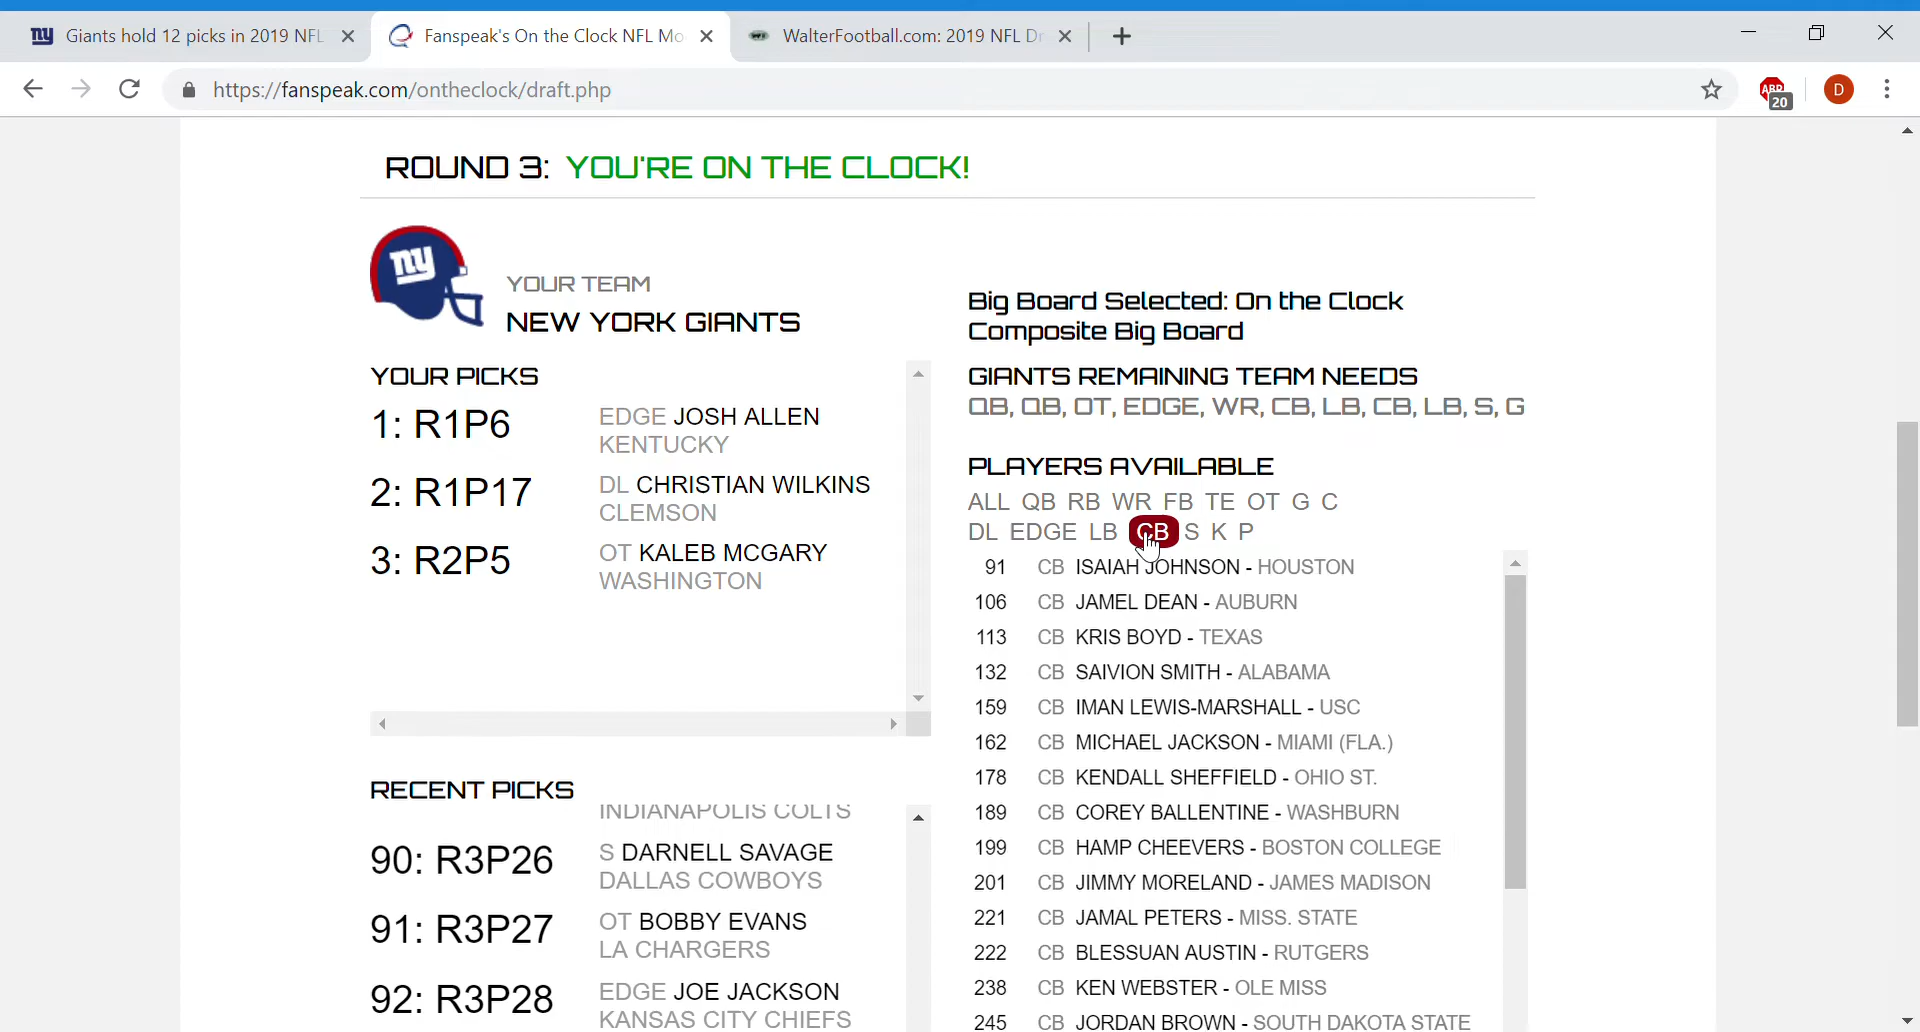 ny Giants hold 12 picks in 2019 NFL
Fanspeak's On the Clock NFL Mo
WalterFootball.com: 2019 NFL Dr
https://fanspeak.com/ontheclock/draft.php
ABP
20
D
ROUND 3: YOU'RE ON THE CLOCK!
ny
YOUR TEAM
NEW YORK GIANTS
YOUR PICKS
1: R1P6 EDGE JOSH ALLEN
KENTUCKY
2: R1P17 DL CHRISTIAN WILKINS
CLEMSON
3: R2P5 OT KALEB MCGARY
WASHINGTON
RECENT PICKS
INDIANAPOLIS COLTS
90: R3P26 S DARNELL SAVAGE
DALLAS COWBOYS
91: R3P27 OT BOBBY EVANS
LA CHARGERS
92: R3P28 EDGE JOE JACKSON
KANSAS CITY CHIEFS
Big Board Selected: On the Clock
Composite Big Board
GIANTS REMAINING TEAM NEEDS
QB, QB, OT, EDGE, WR, CB, LB, CB, LB, S, G
PLAYERS AVAILABLE
ALL QB RB WR FB TE OT G C
DL EDGE LB CB S K P
91 CB ISAIAH JOHNSON - HOUSTON
106 CB JAMEL DEAN - AUBURN
113 CB KRIS BOYD - TEXAS
132 CB SAIVION SMITH - ALABAMA
159 CB IMAN LEWIS-MARSHALL - USC
162 CB MICHAEL JACKSON - MIAMI (FLA.)
178 CB KENDALL SHEFFIELD - OHIO ST.
189 CB COREY BALLENTINE - WASHBURN
199 CB HAMP CHEEVERS - BOSTON COLLEGE
201 CB JIMMY MORELAND - JAMES MADISON
221 CB JAMAL PETERS - MISS. STATE
222 CB BLESSUAN AUSTIN - RUTGERS
238 CB KEN WEBSTER - OLE MISS
245 CB JORDAN BROWN - SOUTH DAKOTA STATE